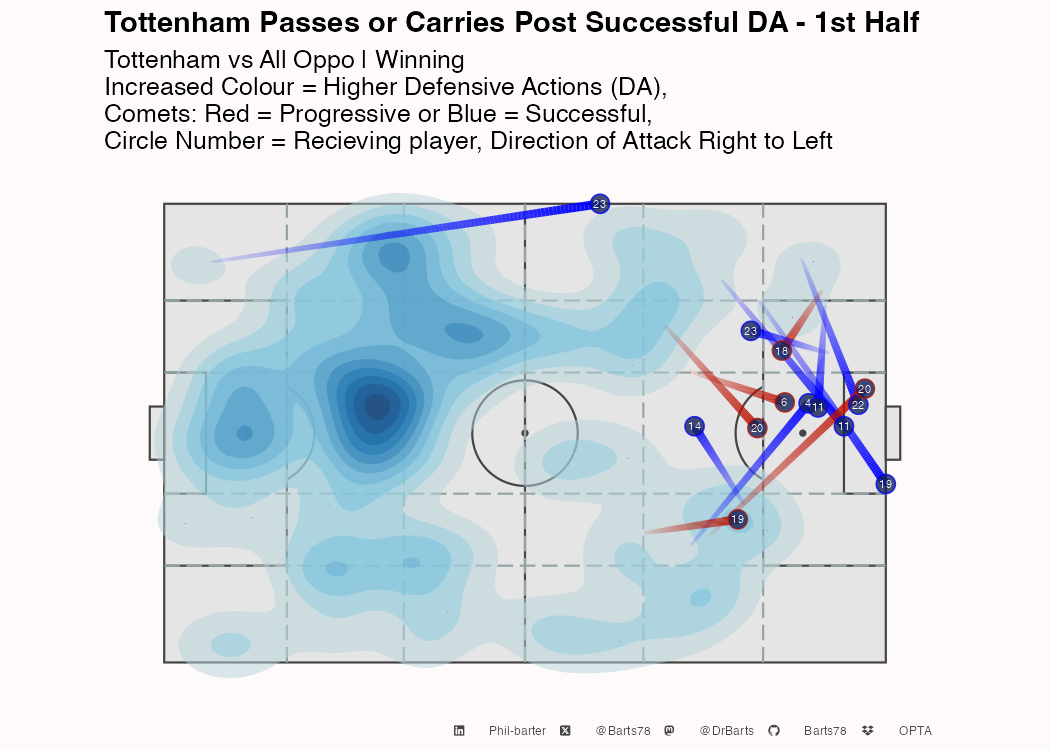 Tottenham Passes or Carries Post Successful DA - 1st Half
Tottenham vs All Oppo | Winning
Increased Colour = Higher Defensive Actions (DA),
Comets: Red = Progressive or Blue = Successful,
Circle Number = Recieving player, Direction of Attack Right to Left
23
23
18
20
6
4
11
22
20
14
11
19
19
Phil-barter @Barts78 @DrBarts Barts78 OPTA